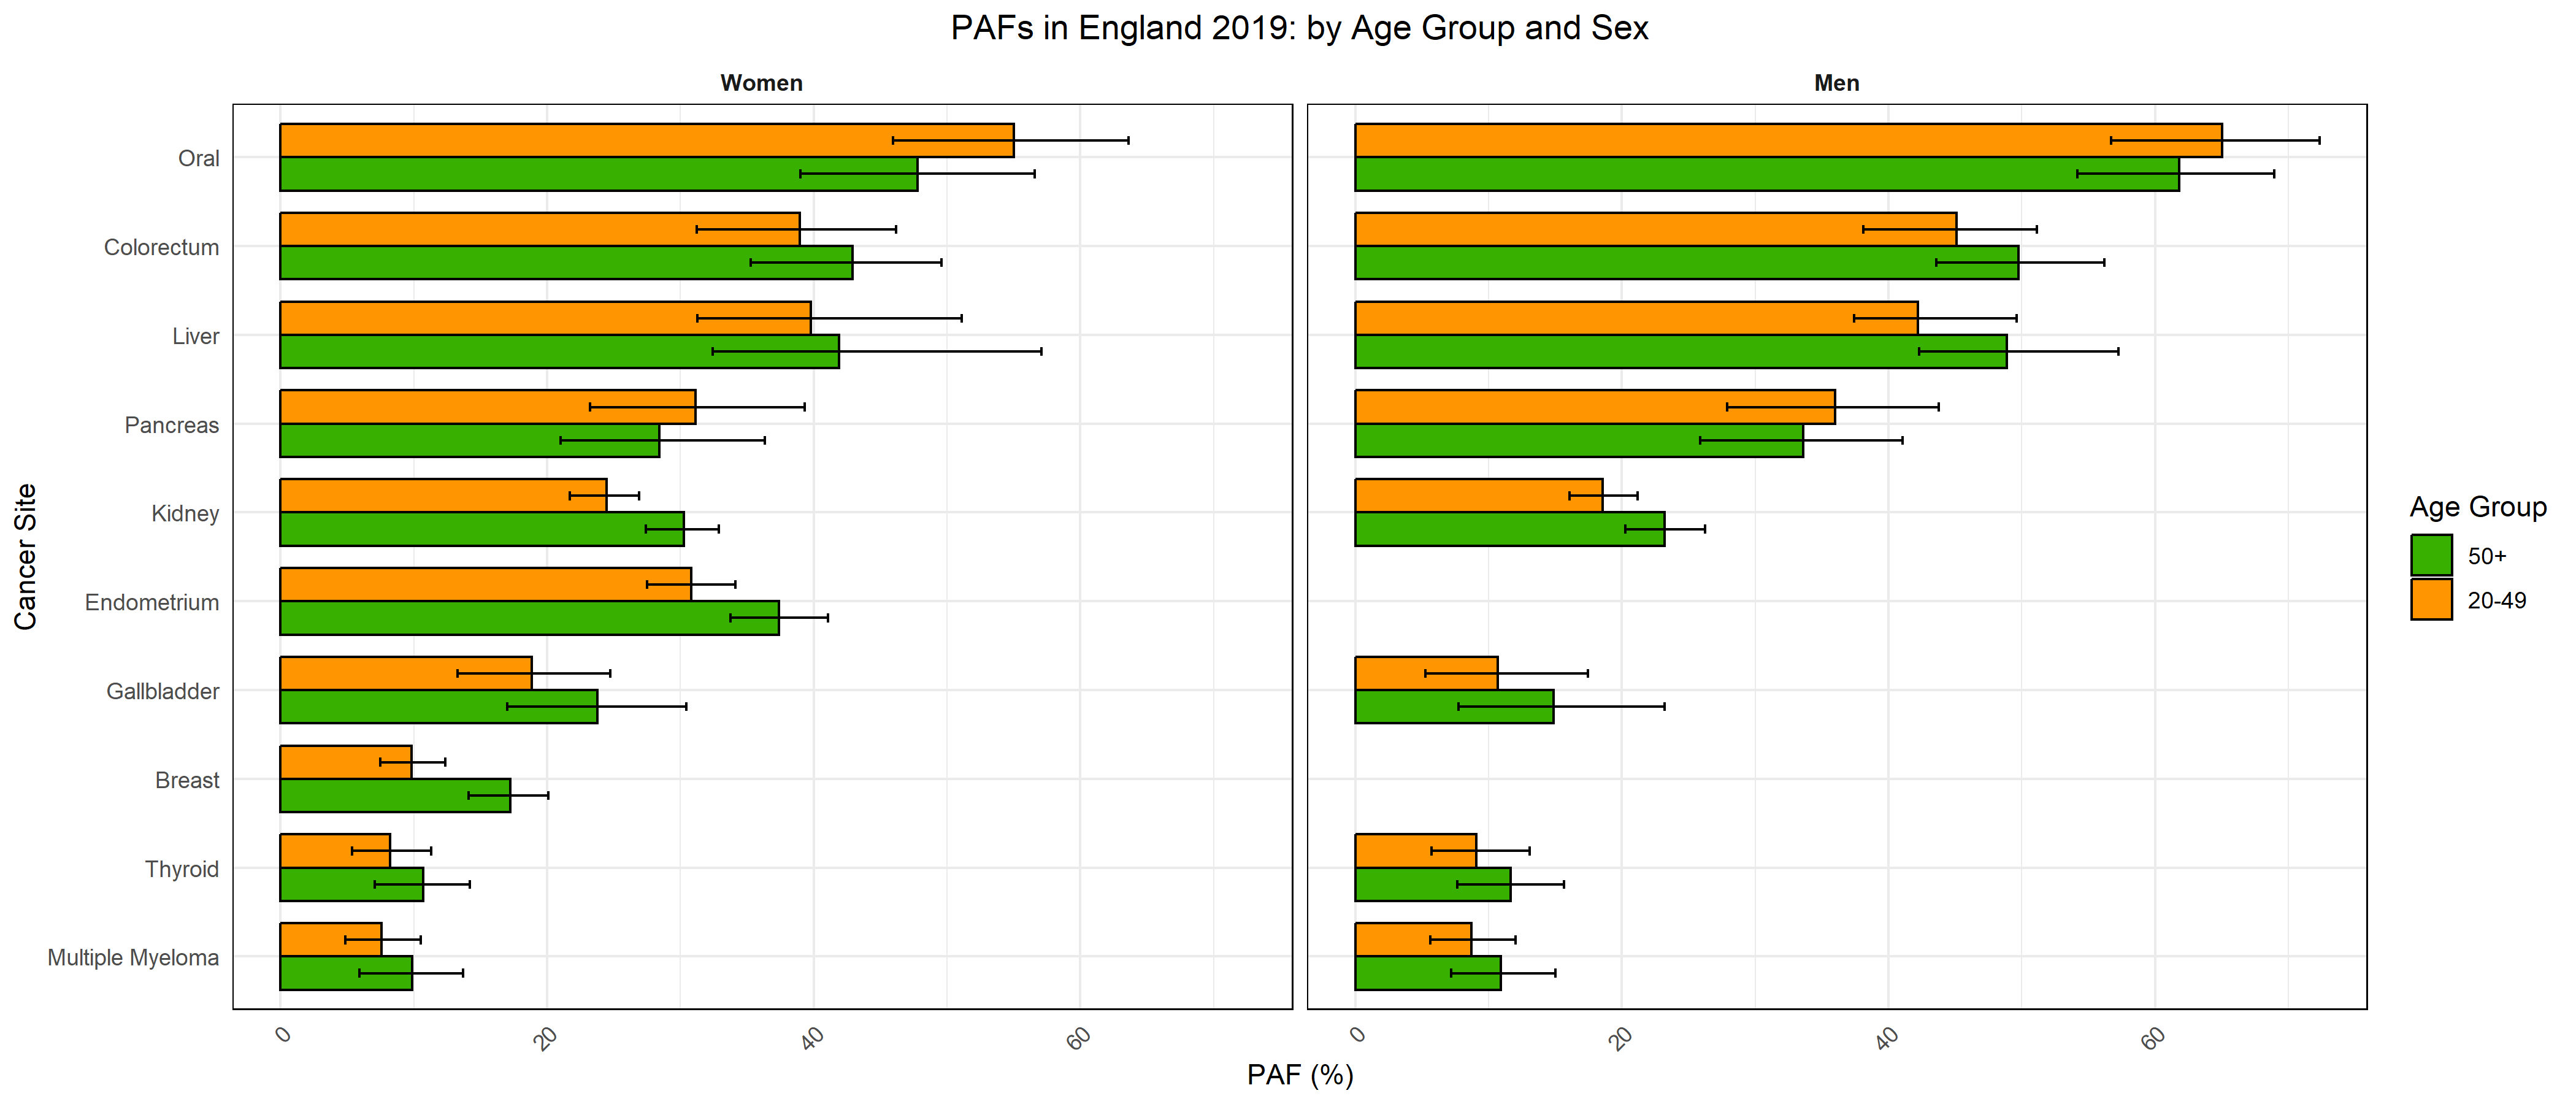 PAFs in England 2019: by Age Group and Sex
Women
Men
Cancer Site
Oral
Colorectum
Liver
Pancreas
Kidney
Endometrium
Gallbladder
Breast
Thyroid
Multiple Myeloma
0
20
40
60
0
20
40
60
PAF (%)
Age Group
50+
20-49